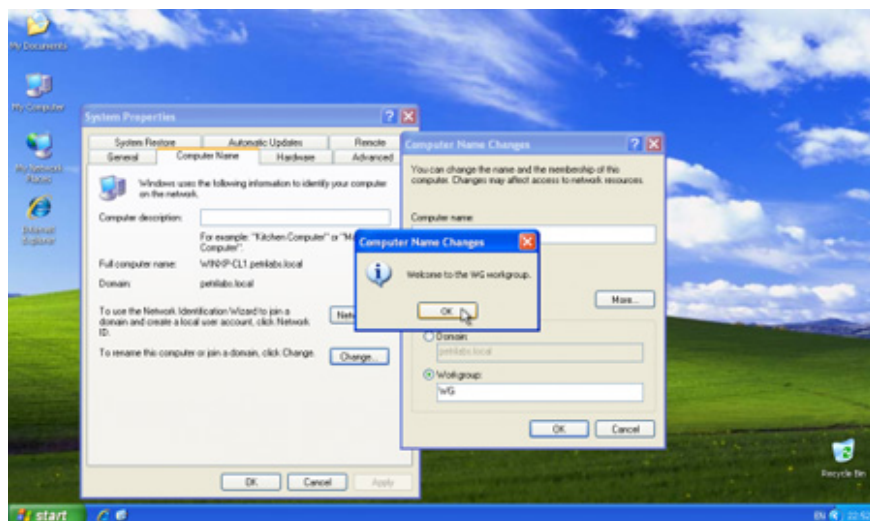 My Documents
My Computer
My Network
Places
Internet
Explorer
System Properties
System Restore
Automatic Updates
Remote
General
Computer Name
Hardware
Advanced
Windows uses the following information to identify your computer
on the network.
Computer description:
For example: "Kitchen Computer" or
Computer".
Full computer name:
WINXP-CL1.petrilabs.local
Domain:
petrilabs.local
To use the Network Identification Wizard to join a
domain and create a local user account, click Network
ID.
To rename this computer or join a domain, click Change.
Change...
OK
Cancel
Apply
Computer Name Changes
You can change the name and the membership of this
computer. Changes may affect access to network resources.
Computer name:
More...
Domain:
petrilabs.local
Workgroup:
WG
OK
Cancel
Computer Name Changes
Welcome to the WG workgroup.
OK
Recycle Bin
start
EN